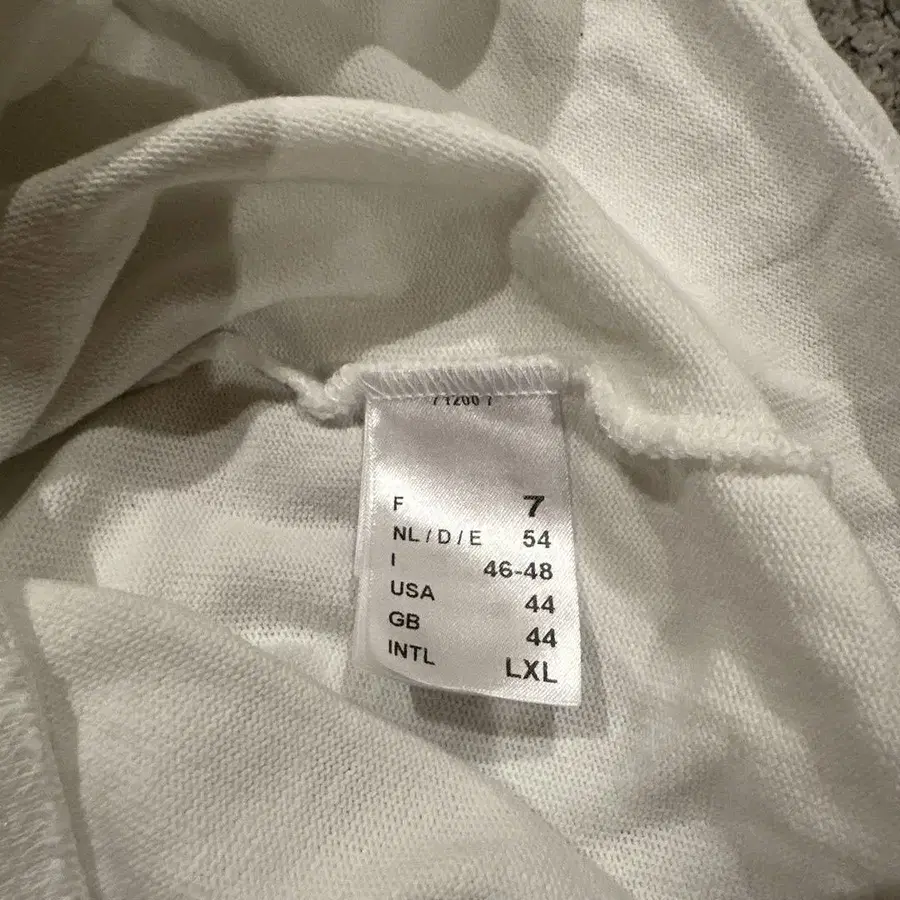 F 7
NL / D / E 54
I 46-48
USA 44
GB 44
INTL LXL